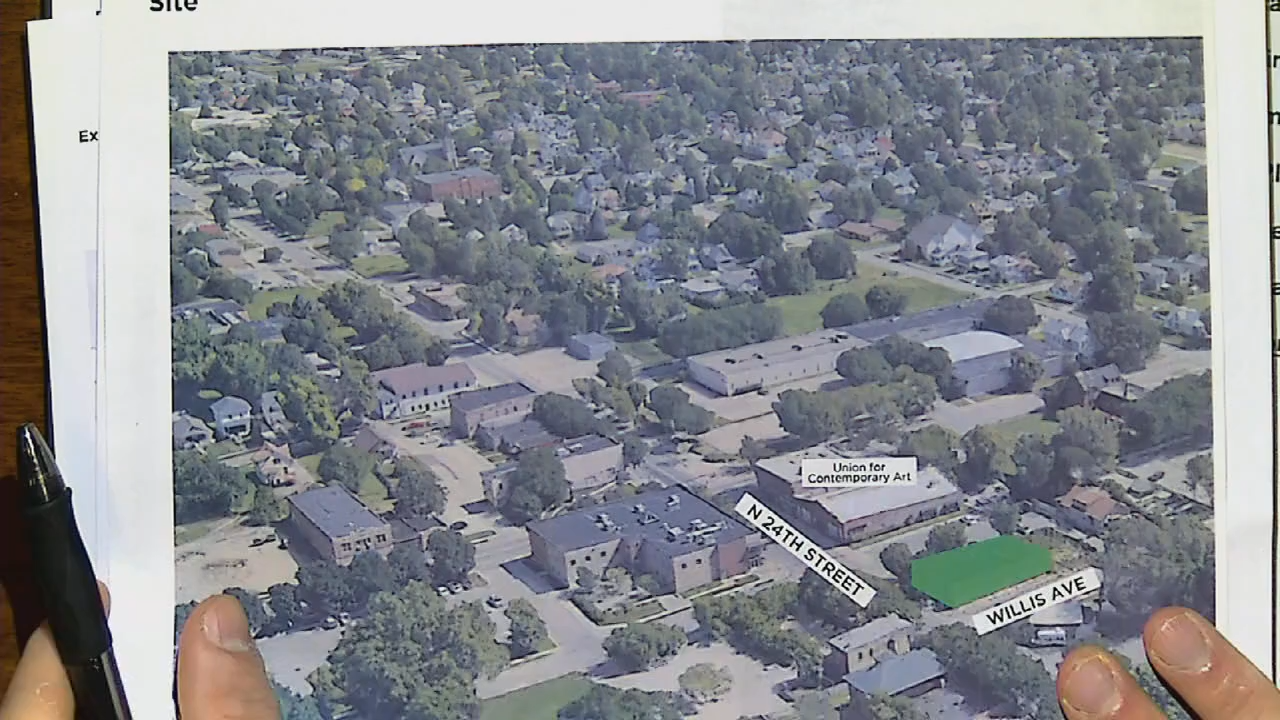 Site
Ex
Union for
Contemporary Art
N 24TH STREET
WILLIS AVE